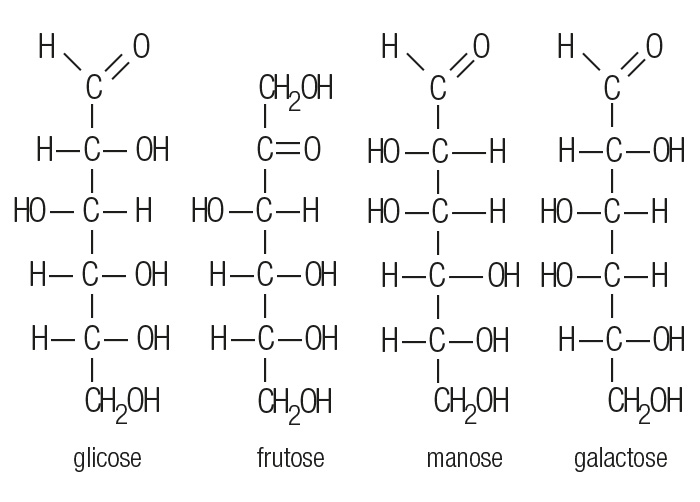 H O H O H O
C CH2OH C C
H C OH C O HO C H H C OH
HO C H HO C H HO C H HO C H
H C OH H C OH H C OH HO C H
H C OH H C OH H C OH H C OH
CH2OH CH2OH CH2OH CH2OH
glicose frutose manose galactose